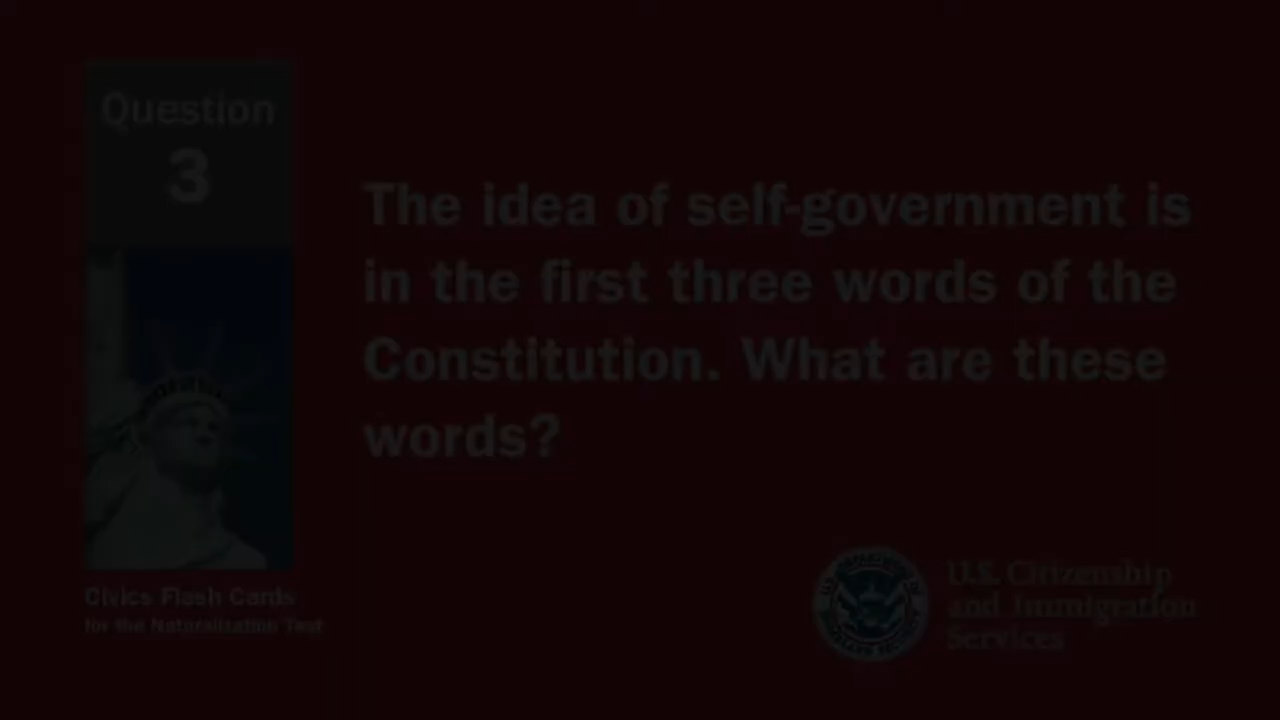 Question
3
The idea of self-government is
in the first three words of the
Constitution. What are these
words?
Civics Flash Cards
for the Naturalization Test
U.S. Citizenship
and Immigration
Services